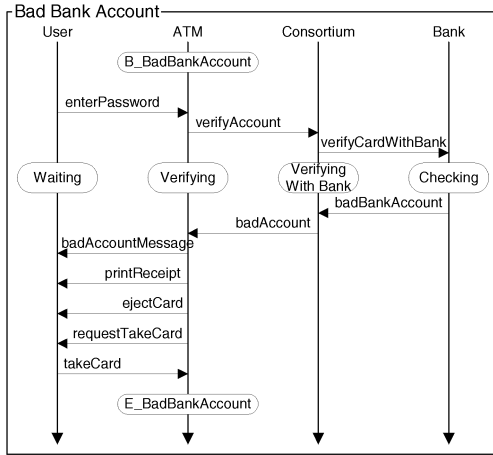 Bad Bank Account
User ATM Consortium Bank
B_BadBankAccount
enterPassword
verifyAccount
verifyCardWithBank
Waiting Verifying Verifying With Bank Checking
badBankAccount
badAccount
badAccountMessage
printReceipt
ejectCard
requestTakeCard
takeCard
E_BadBankAccount